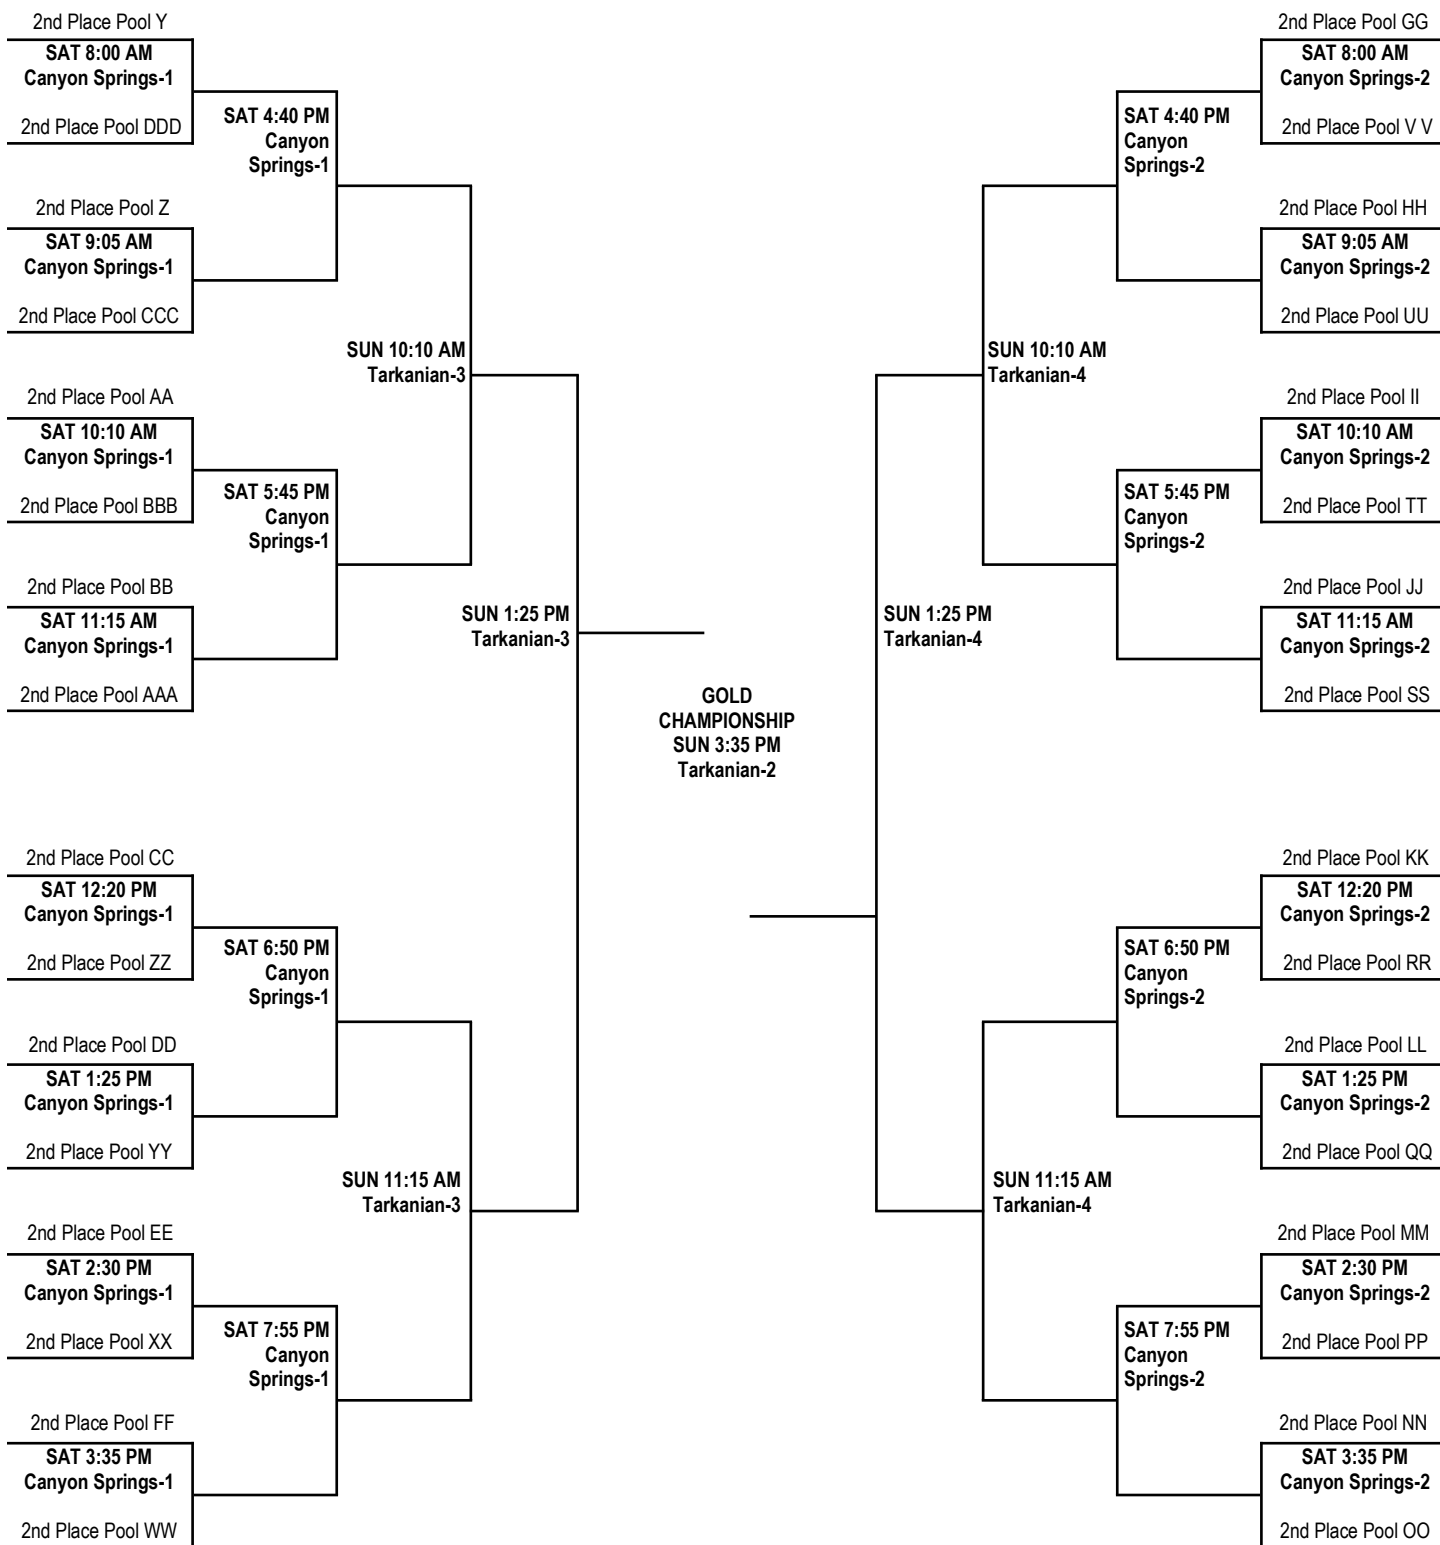 2nd Place Pool Y
SAT 8:00 AM
Canyon Springs-1
2nd Place Pool DDD
SAT 4:40 PM
Canyon
Springs-1
2nd Place Pool Z
SAT 9:05 AM
Canyon Springs-1
2nd Place Pool CCC
SUN 10:10 AM
Tarkanian-3
2nd Place Pool AA
SAT 10:10 AM
Canyon Springs-1
2nd Place Pool BBB
SAT 5:45 PM
Canyon
Springs-1
2nd Place Pool BB
SAT 11:15 AM
Canyon Springs-1
2nd Place Pool AAA
SUN 1:25 PM
Tarkanian-3
2nd Place Pool CC
SAT 12:20 PM
Canyon Springs-1
2nd Place Pool ZZ
SAT 6:50 PM
Canyon
Springs-1
2nd Place Pool DD
SAT 1:25 PM
Canyon Springs-1
2nd Place Pool YY
SUN 11:15 AM
Tarkanian-3
2nd Place Pool EE
SAT 2:30 PM
Canyon Springs-1
2nd Place Pool XX
SAT 7:55 PM
Canyon
Springs-1
2nd Place Pool FF
SAT 3:35 PM
Canyon Springs-1
2nd Place Pool WW
GOLD
CHAMPIONSHIP
SUN 3:35 PM
Tarkanian-2
2nd Place Pool GG
SAT 8:00 AM
Canyon Springs-2
2nd Place Pool V V
SAT 4:40 PM
Canyon
Springs-2
2nd Place Pool HH
SAT 9:05 AM
Canyon Springs-2
2nd Place Pool UU
SUN 10:10 AM
Tarkanian-4
2nd Place Pool II
SAT 10:10 AM
Canyon Springs-2
2nd Place Pool TT
SAT 5:45 PM
Canyon
Springs-2
2nd Place Pool JJ
SAT 11:15 AM
Canyon Springs-2
2nd Place Pool SS
SUN 1:25 PM
Tarkanian-4
2nd Place Pool KK
SAT 12:20 PM
Canyon Springs-2
2nd Place Pool RR
SAT 6:50 PM
Canyon
Springs-2
2nd Place Pool LL
SAT 1:25 PM
Canyon Springs-2
2nd Place Pool QQ
SUN 11:15 AM
Tarkanian-4
2nd Place Pool MM
SAT 2:30 PM
Canyon Springs-2
2nd Place Pool PP
SAT 7:55 PM
Canyon
Springs-2
2nd Place Pool NN
SAT 3:35 PM
Canyon Springs-2
2nd Place Pool OO